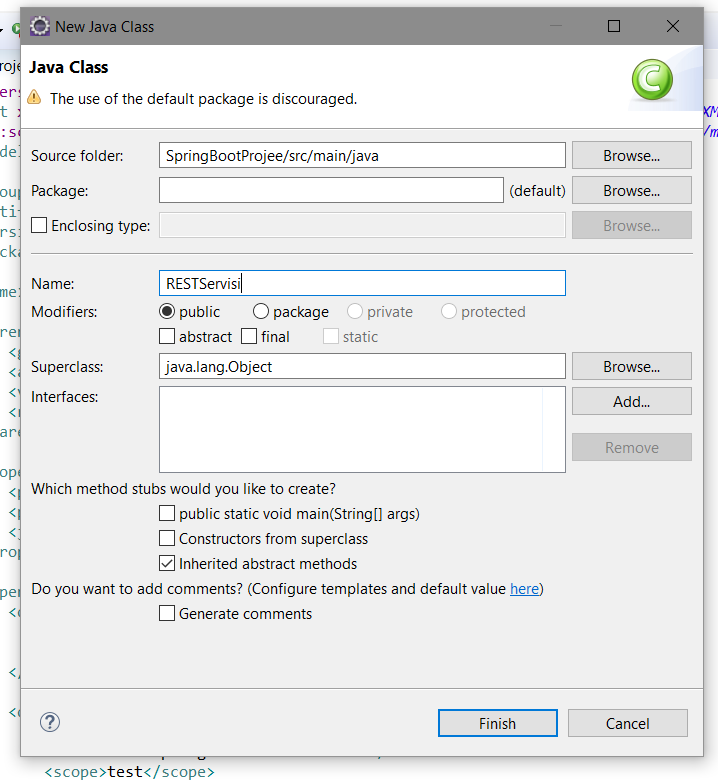 New Java Class
Java Class
The use of the default package is discouraged.
Source folder: SpringBootProjee/src/main/java Browse...
Package: (default) Browse...
Enclosing type: Browse...
Name: RESTServisi
Modifiers: public package private protected
abstract final static
Superclass: java.lang.Object Browse...
Interfaces: Add...
Remove
Which method stubs would you like to create?
public static void main(String[] args)
Constructors from superclass
Inherited abstract methods
Do you want to add comments? (Configure templates and default value here)
Generate comments
? Finish Cancel
<scope>test</scope>